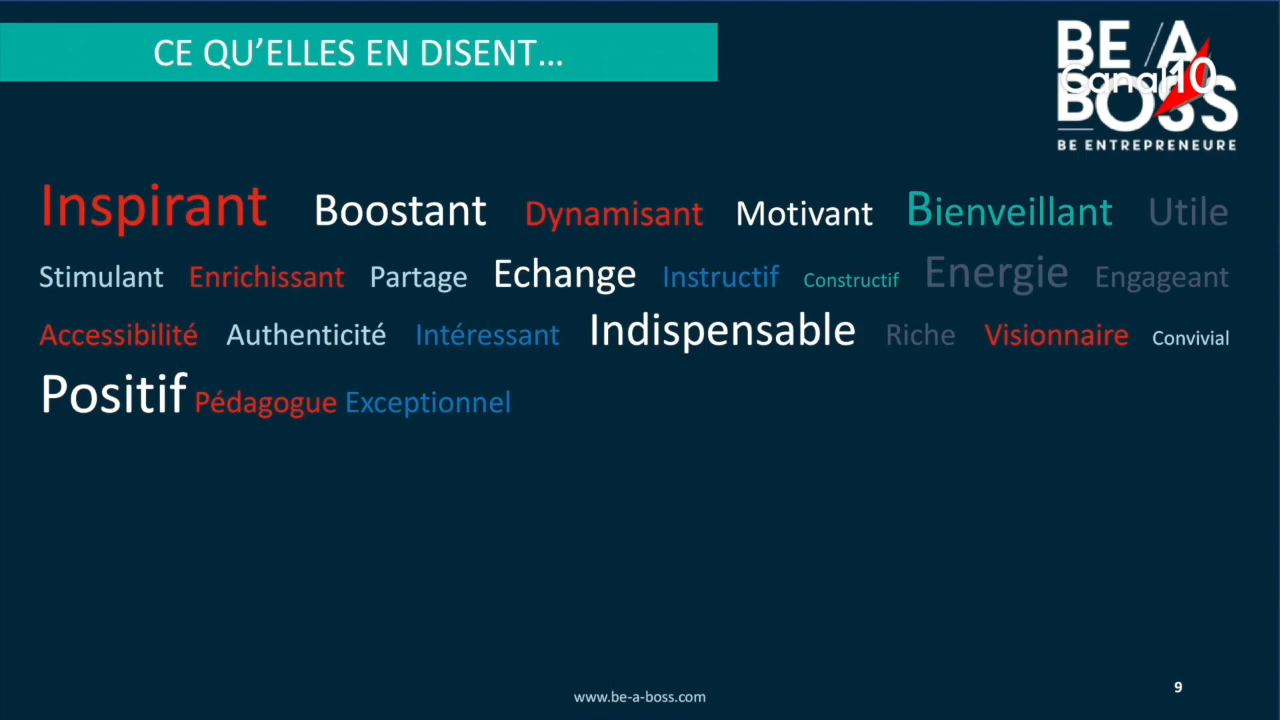 CE QU’ELLES EN DISENT…
BE A
Canal10
BOSS
BE ENTREPRENEURE
Inspirant Boostant Dynamisant Motivant Bienveillant Utile
Stimulant Enrichissant Partage Echange Instructif Constructif Energie Engageant
Accessibilité Authenticité Intéressant Indispensable Riche Visionnaire Convivial
Positif Pédagogue Exceptionnel
www.be-a-boss.com
9